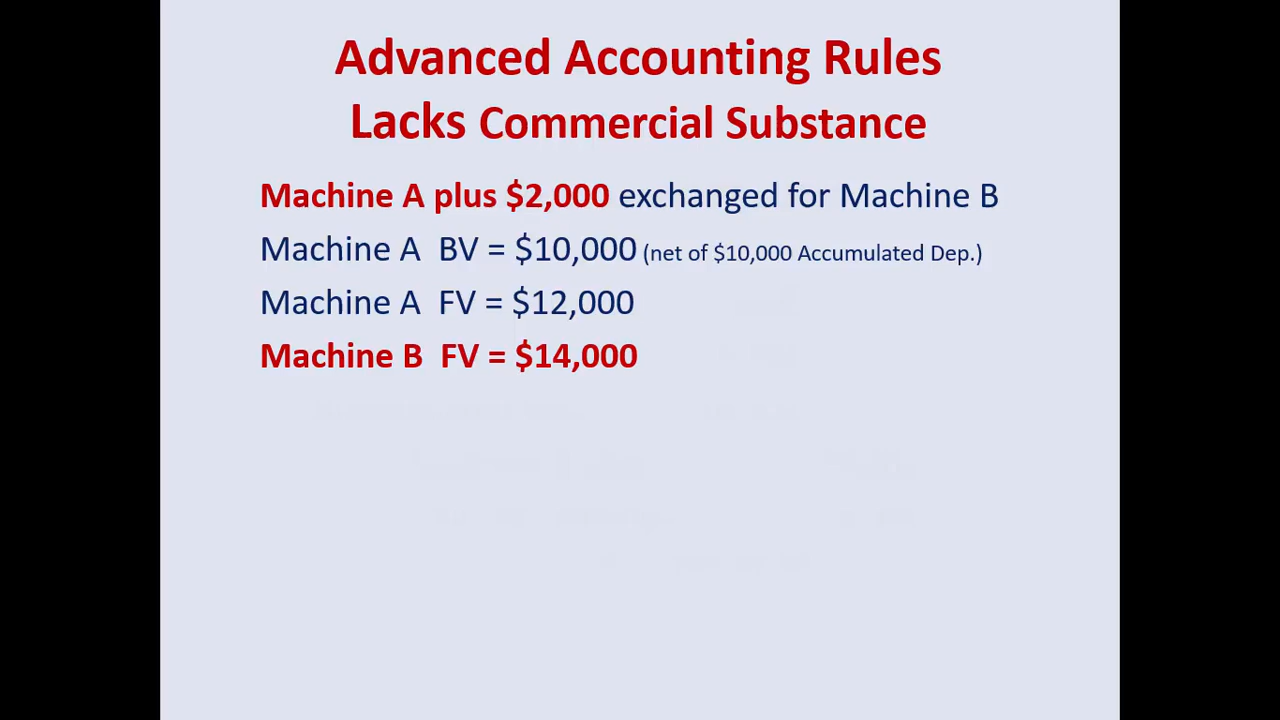 Advanced Accounting Rules
Lacks Commercial Substance
Machine A plus $2,000 exchanged for Machine B
Machine A BV = $10,000 (net of $10,000 Accumulated Dep.)
Machine A FV = $12,000
Machine B FV = $14,000